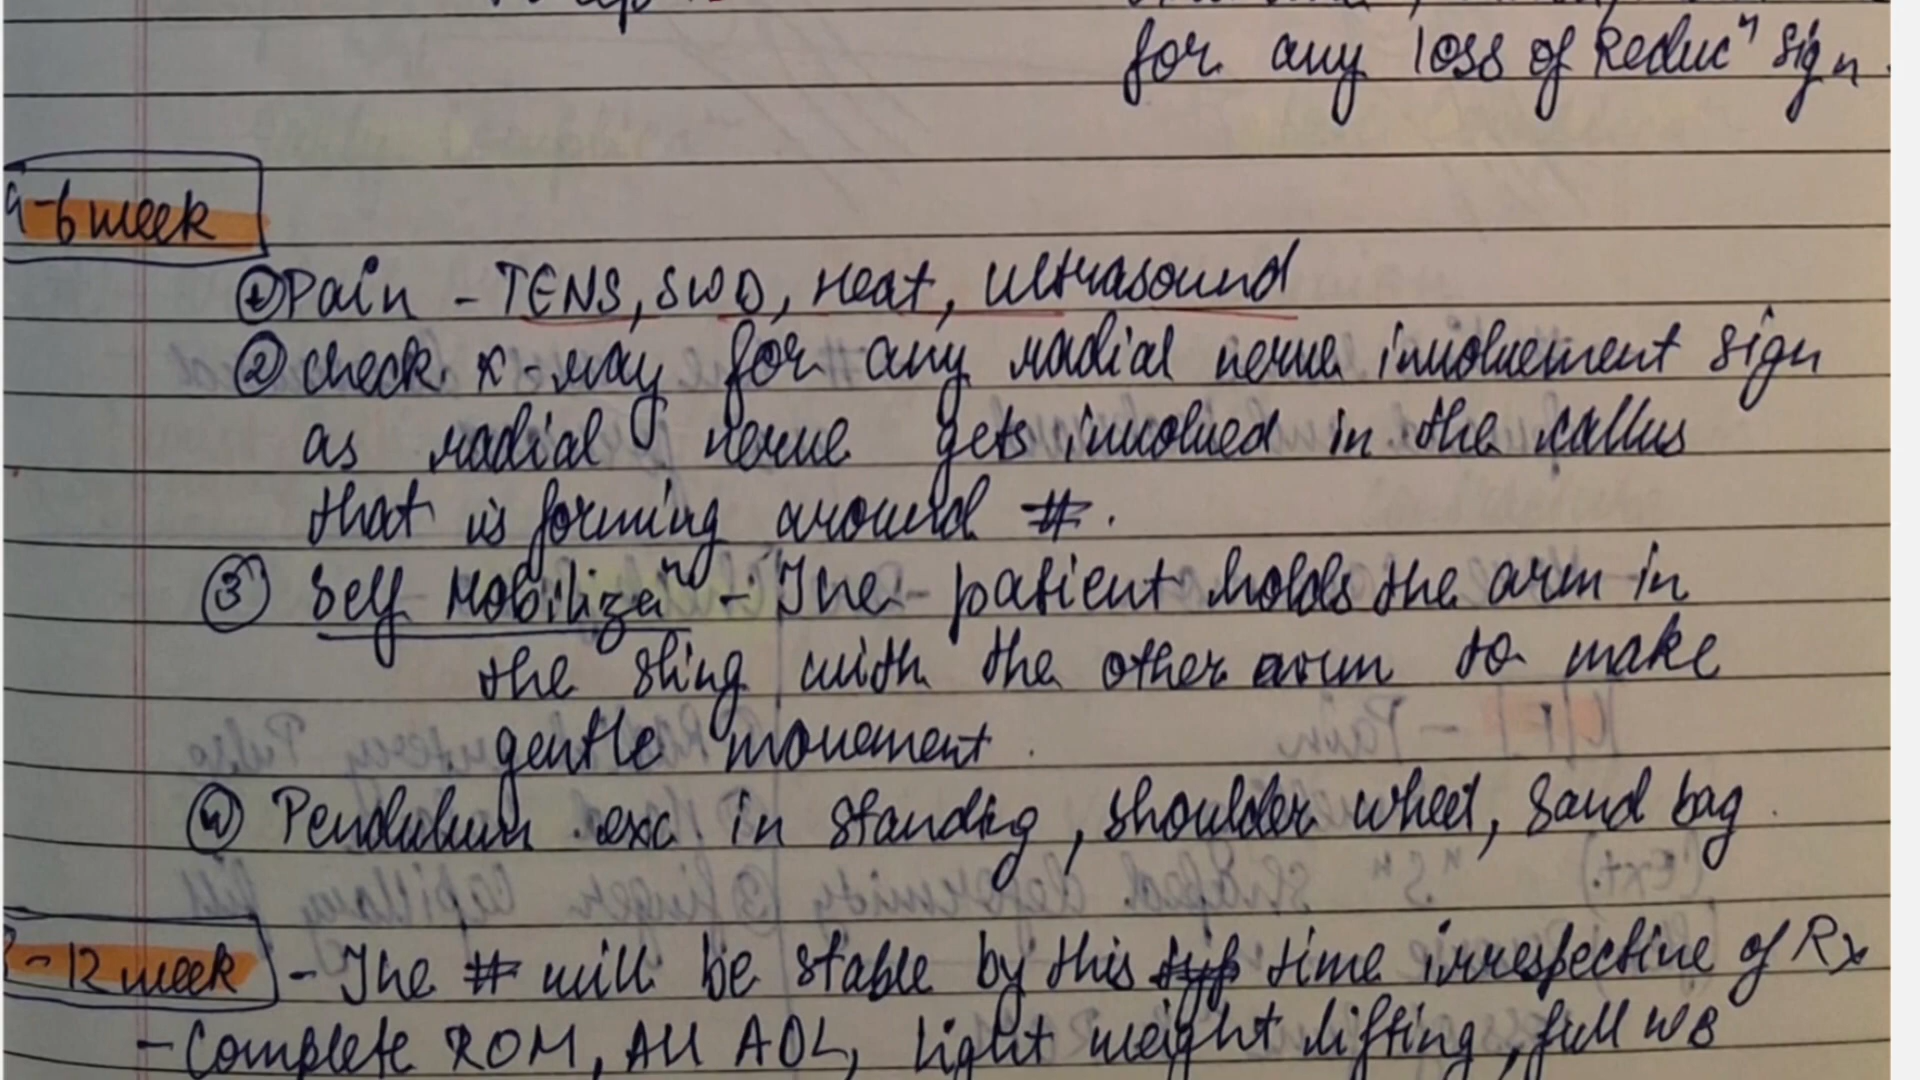 for any loss of Reducⁿ sign.
4-6 week
① Pain - TENS, SWD, Heat, Ultrasound
② check x-ray for any radial nerve involvement sign
as radial nerve gets involved in the callus
that is forming around #.
③ Self Mobilizaⁿ - The patient holds the arm in
the sling with the other arm to make
gentle movement.
④ Pendulum exc in standig, shoulder wheel, sand bag.
-12 week - The # will be stable by this time irrespective of Rx
- Complete ROM, All ADL, light weight lifting, full WB